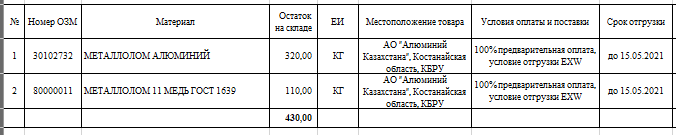 № Номер ОЗМ Материал Остаток на складе ЕИ Местоположение товара Условия оплаты и поставки Срок отгрузки
1 30102732 МЕТАЛЛОЛОМ АЛЮМИНИЙ 320,00 КГ АО "Алюминий Казахстана", Костанайская область, КБРУ 100% предварительная оплата, условие отгрузки EXW до 15.05.2021
2 80000011 МЕТАЛЛОЛОМ 11 МЕДЬ ГОСТ 1639 110,00 КГ АО "Алюминий Казахстана", Костанайская область, КБРУ 100% предварительная оплата, условие отгрузки EXW до 15.05.2021
430,00